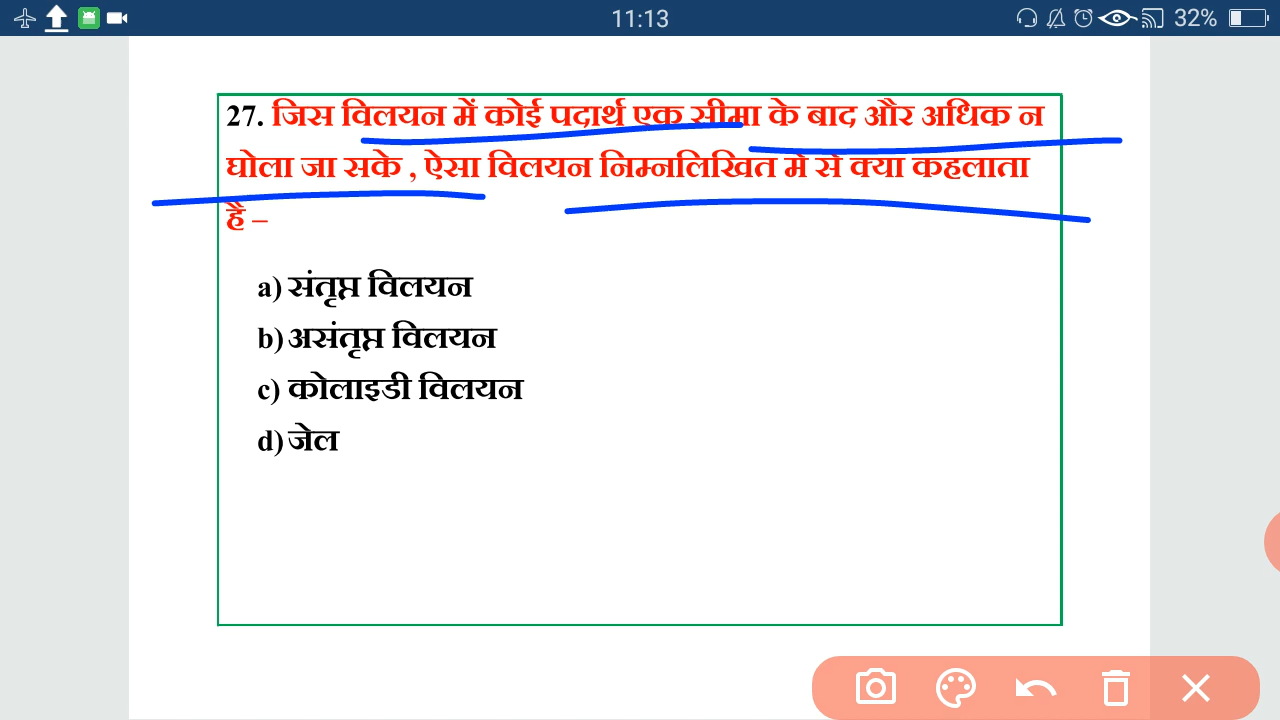 11:13
32%
27. जिस विलयन में कोई पदार्थ एक सीमा के बाद और अधिक न
घोला जा सके , ऐसा विलयन निम्नलिखित मे से क्या कहलाता
है –
a) संतृप्त विलयन
b) असंतृप्त विलयन
c) कोलाइडी विलयन
d) जेल